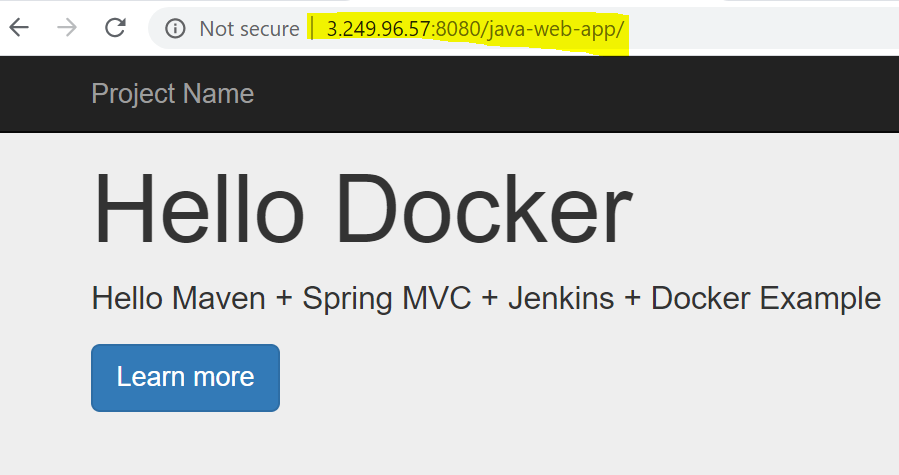 Not secure | 3.249.96.57:8080/java-web-app/
Project Name
Hello Docker
Hello Maven + Spring MVC + Jenkins + Docker Example
Learn more